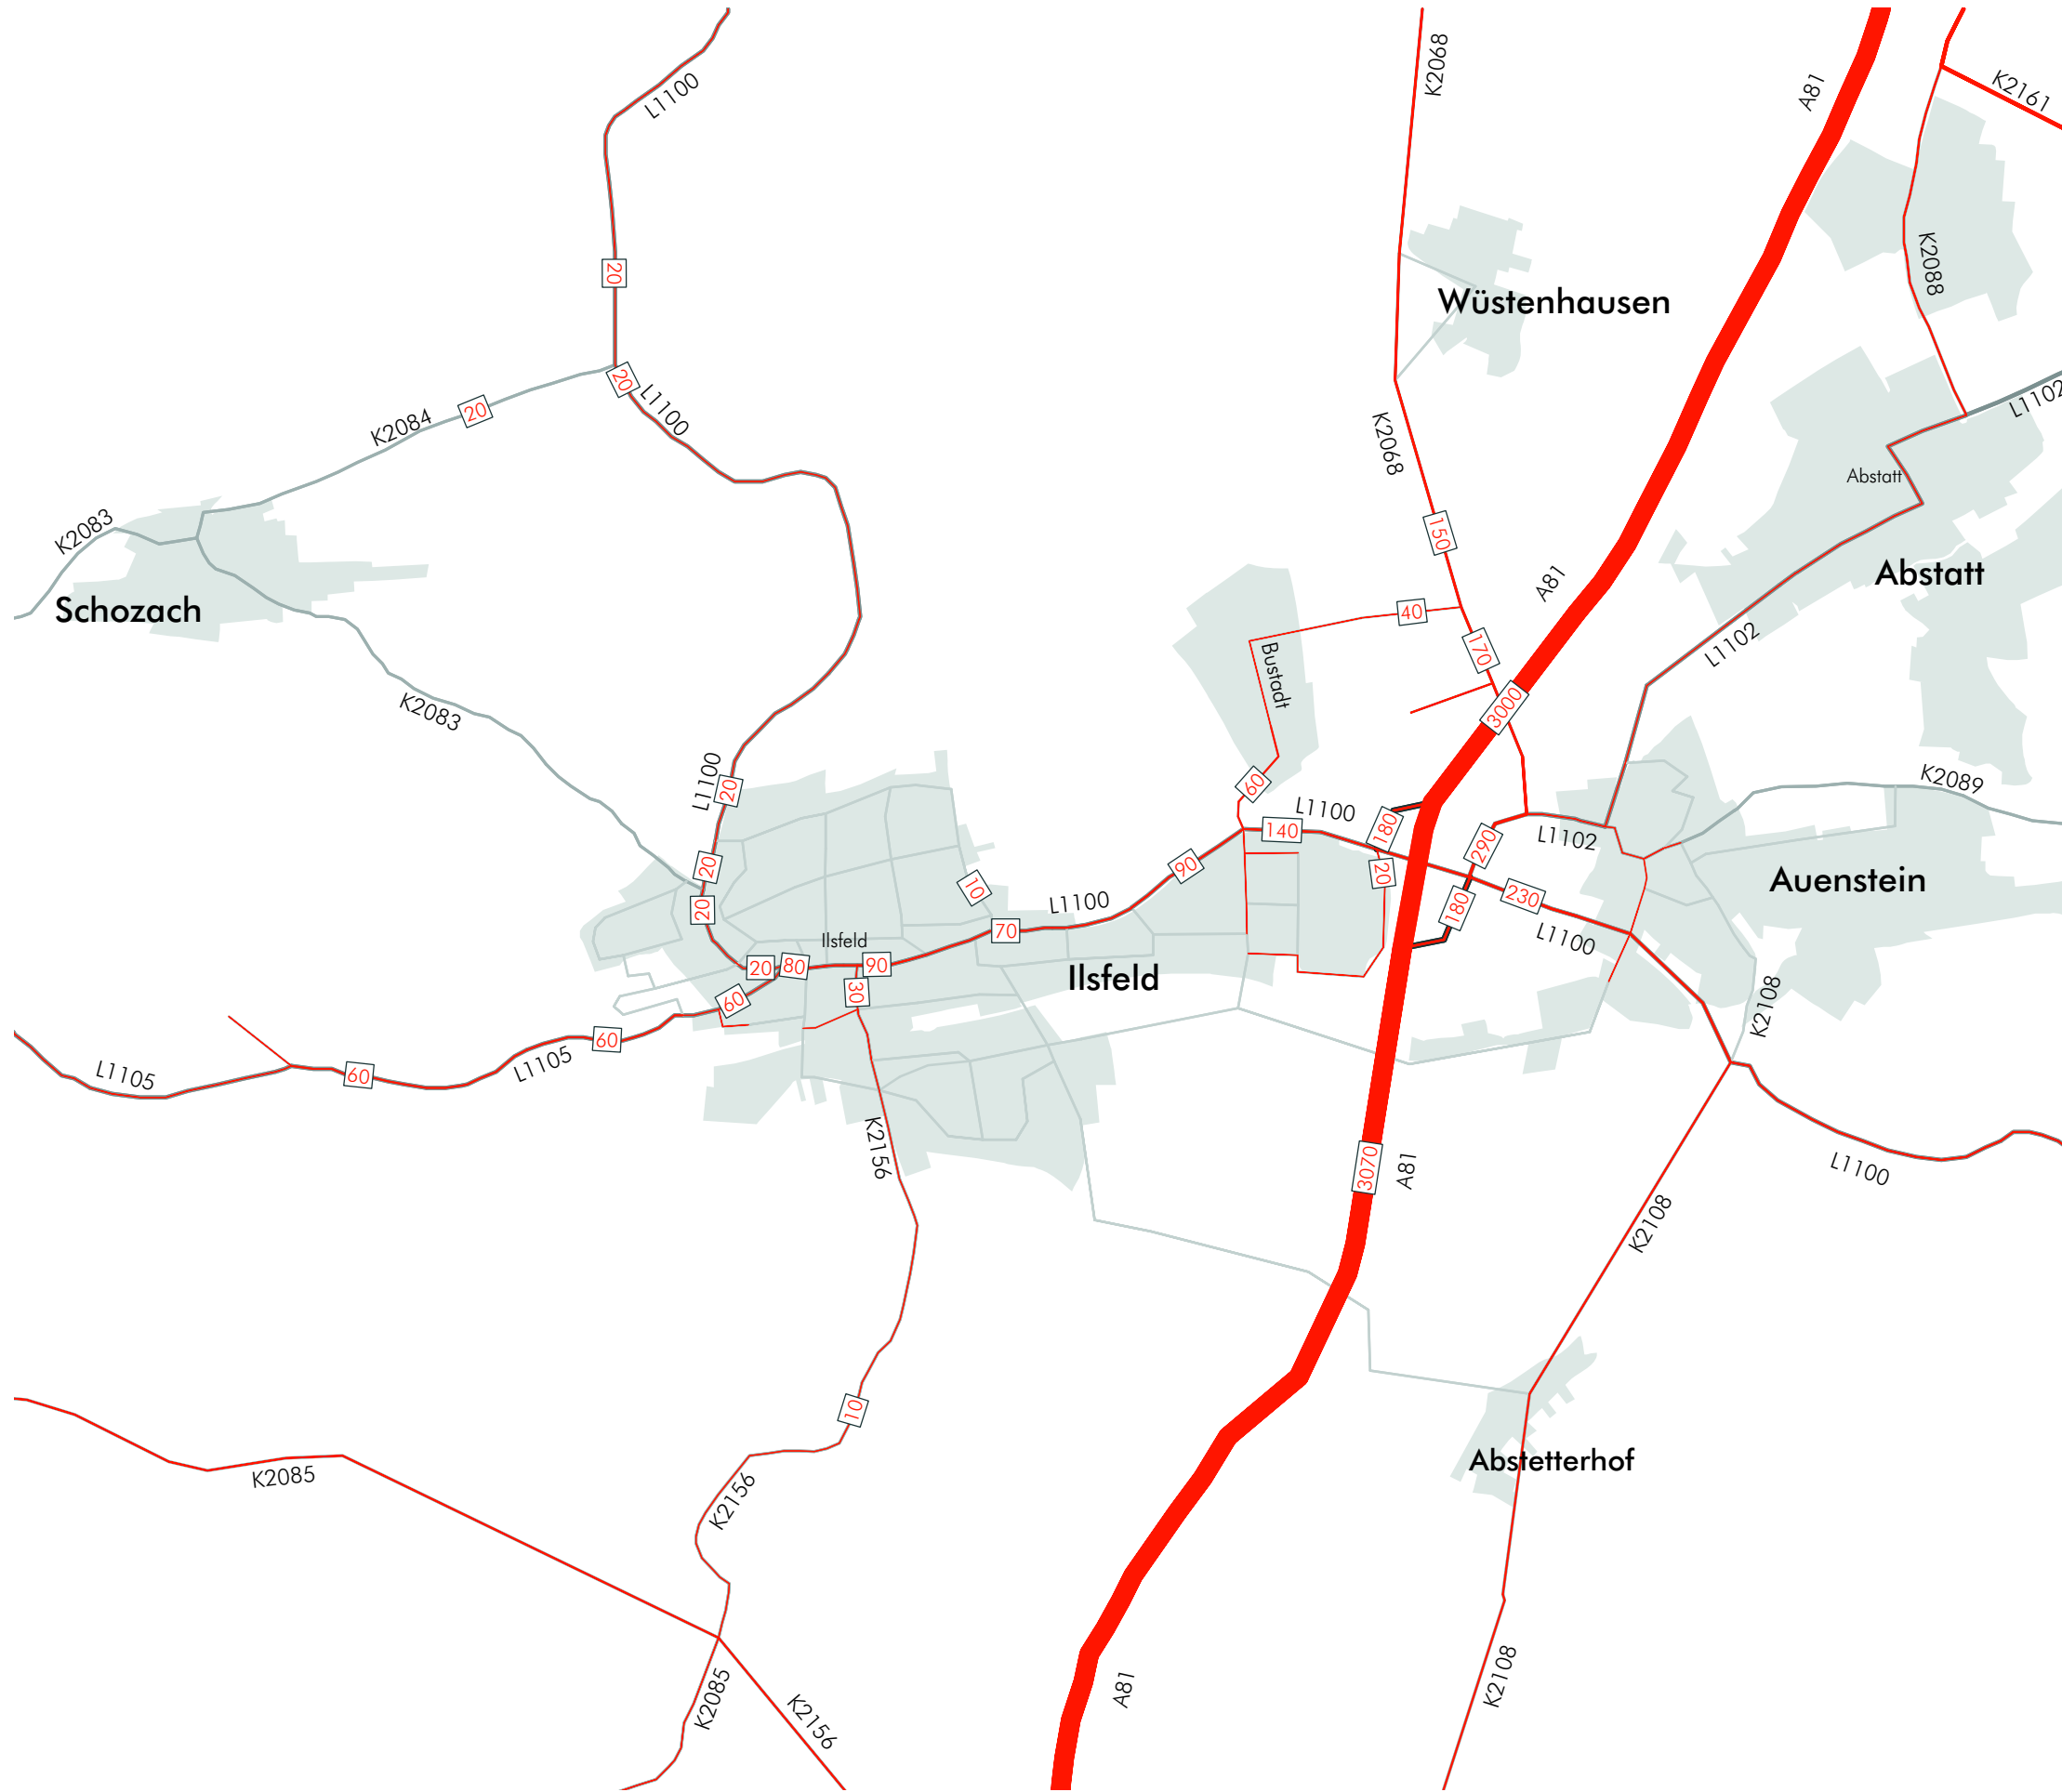 L1100
K2068
A81
K2161
K2088
20
Wüstenhausen
20
L1100
L1102
20
K2084
K2068
Abstatt
150
K2083
Abstatt
A81
Schozach
40
170
L1102
Bustadt
K2083
3000
L1100
20
60
K2089
L1100
140
180
290
L1102
20
90
20
10
Auenstein
20
L1100
180
230
70
L1100
Ilsfeld
20
80
90
Ilsfeld
30
60
K2108
60
L1105
60
L1105
K2156
3070
A81
L1100
K2108
10
Abstetterhof
K2085
K2156
K2085
K2156
A81
K2108